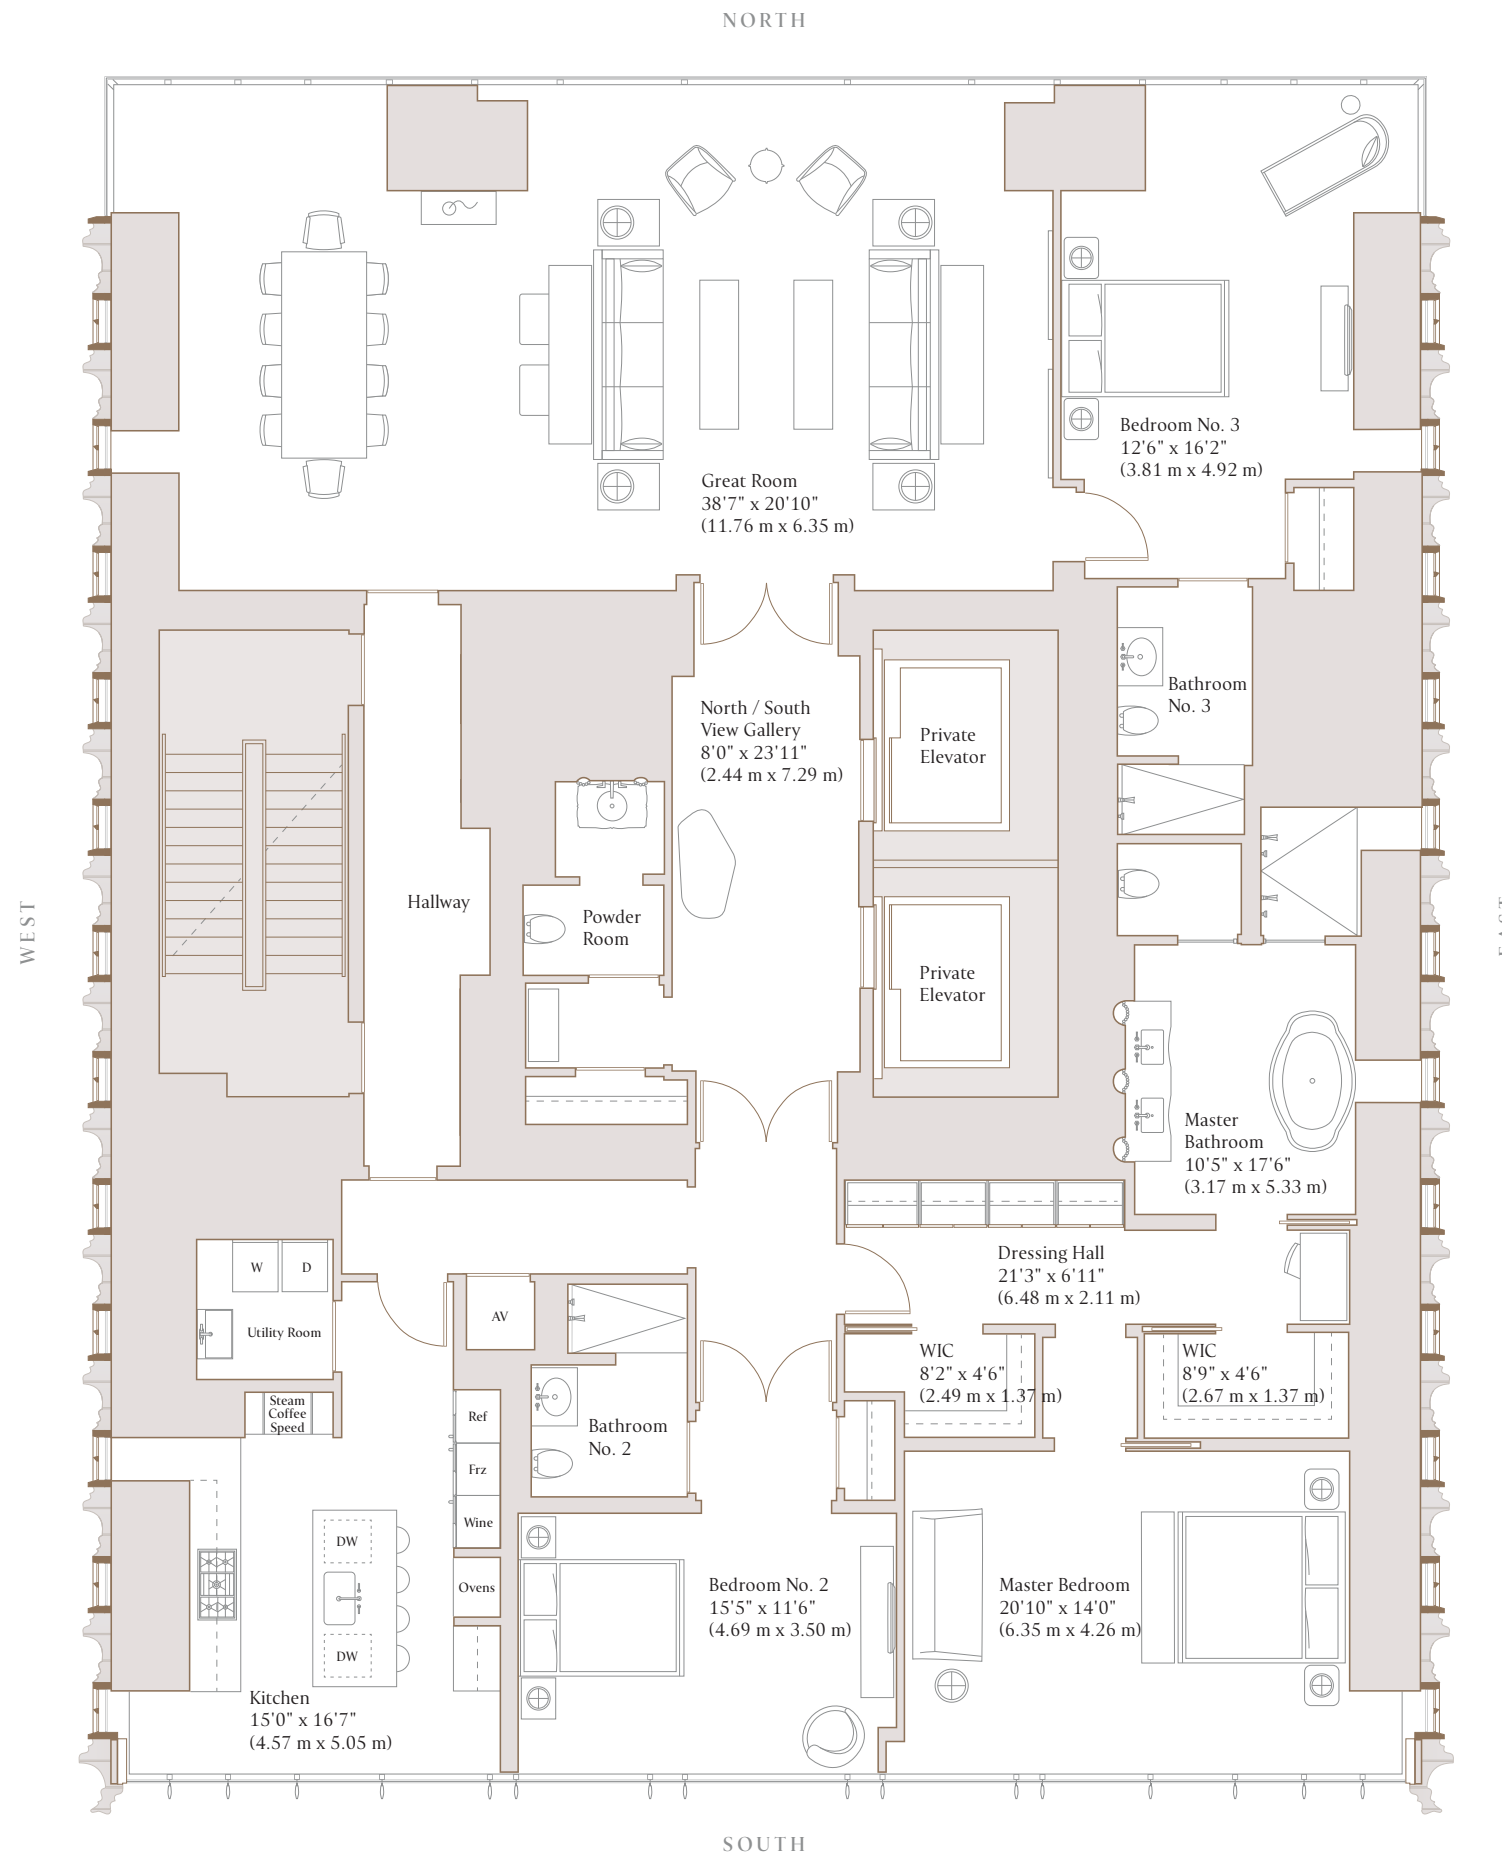 NORTH
Bedroom No. 3
12'6" x 16'2"
(3.81 m x 4.92 m)
Great Room
38'7" x 20'10"
(11.76 m x 6.35 m)
Bathroom
No. 3
North / South
View Gallery
8'0" x 23'11"
(2.44 m x 7.29 m)
Private
Elevator
Hallway
Powder
Room
WEST
Private
Elevator
Master
Bathroom
10'5" x 17'6"
(3.17 m x 5.33 m)
Dressing Hall
21'3" x 6'11"
(6.48 m x 2.11 m)
W
D
Utility Room
AV
WIC
8'2" x 4'6"
(2.49 m x 1.37 m)
WIC
8'9" x 4'6"
(2.67 m x 1.37 m)
Steam
Coffee
Speed
Ref
Frz
Wine
Ovens
Bathroom
No. 2
DW
DW
Bedroom No. 2
15'5" x 11'6"
(4.69 m x 3.50 m)
Master Bedroom
20'10" x 14'0"
(6.35 m x 4.26 m)
Kitchen
15'0" x 16'7"
(4.57 m x 5.05 m)
SOUTH